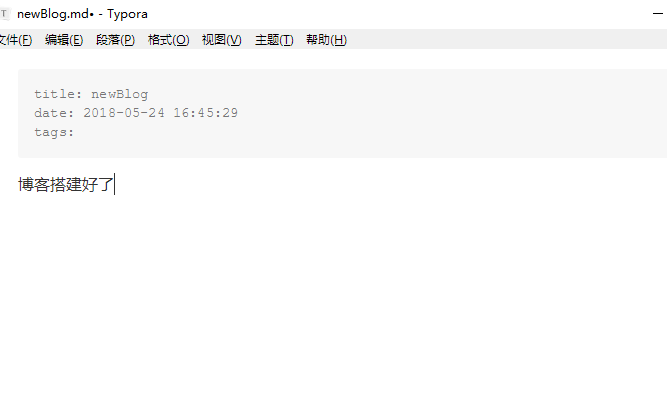 newBlog.md• - Typora
文件(F) 编辑(E) 段落(P) 格式(O) 视图(V) 主题(T) 帮助(H)
title: newBlog
date: 2018-05-24 16:45:29
tags:
博客搭建好了